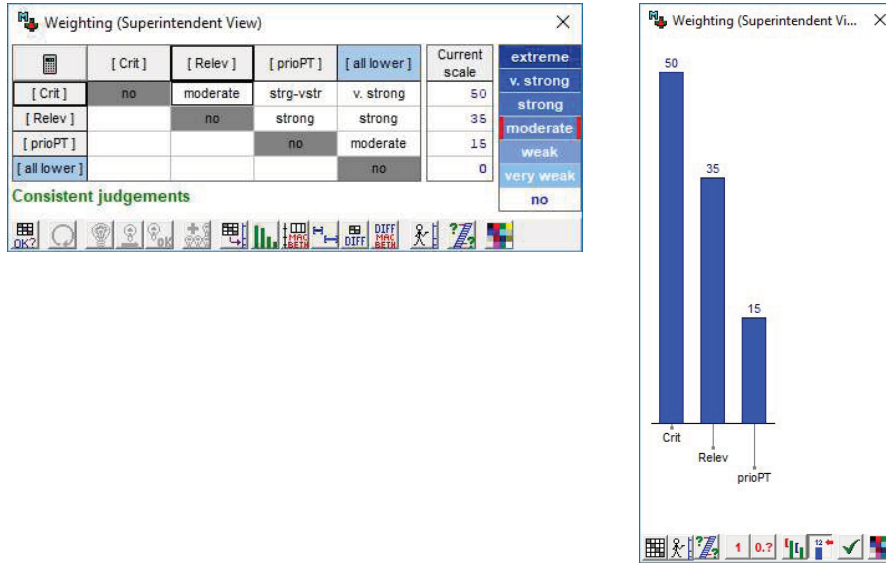 Weighting (Superintendent View)
[ Crit ] [ Relev ] [ prioPT ] [ all lower ] Current scale
[ Crit ] no moderate strg-vstr v. strong 50
[ Relev ] no strong strong 35
[ prioPT ] no moderate 15
[ all lower ] no 0
extreme
v. strong
strong
moderate
weak
very weak
no
Consistent judgements
OK? OK MAC BETH DIFF DIFF MAC BETH
Weighting (Superintendent Vi...
50
35
15
Crit
Relev
prioPT
1 0.? 12